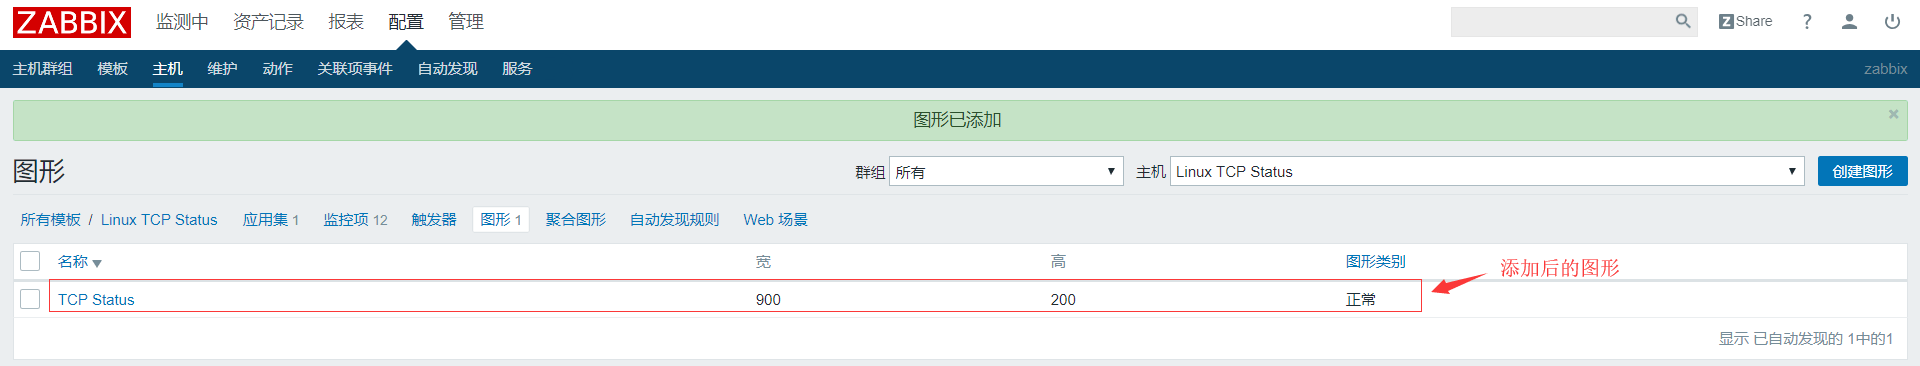 ZABBIX 监测中 资产记录 报表 配置 管理 Z Share ?
主机群组 模板 主机 维护 动作 关联项事件 自动发现 服务 zabbix
图形已添加
图形 群组 所有 主机 Linux TCP Status 创建图形
所有模板 / Linux TCP Status 应用集 1 监控项 12 触发器 图形 1 聚合图形 自动发现规则 Web 场景
名称 宽 高 图形类别
添加后的图形
TCP Status 900 200 正常
显示 已自动发现的 1中的1